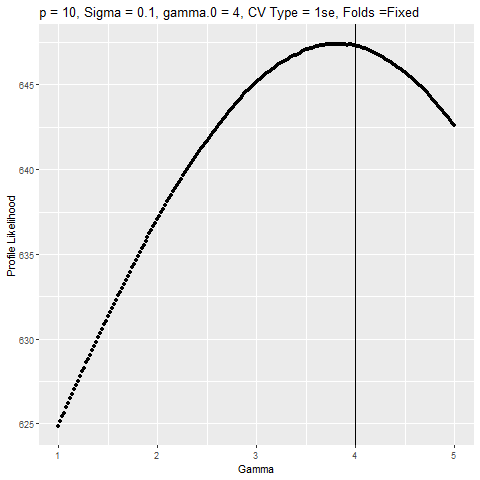 p = 10, Sigma = 0.1, gamma.0 = 4, CV Type = 1se, Folds =Fixed
645
640
635
630
625
Profile Likelihood
1 2 3 4 5
Gamma